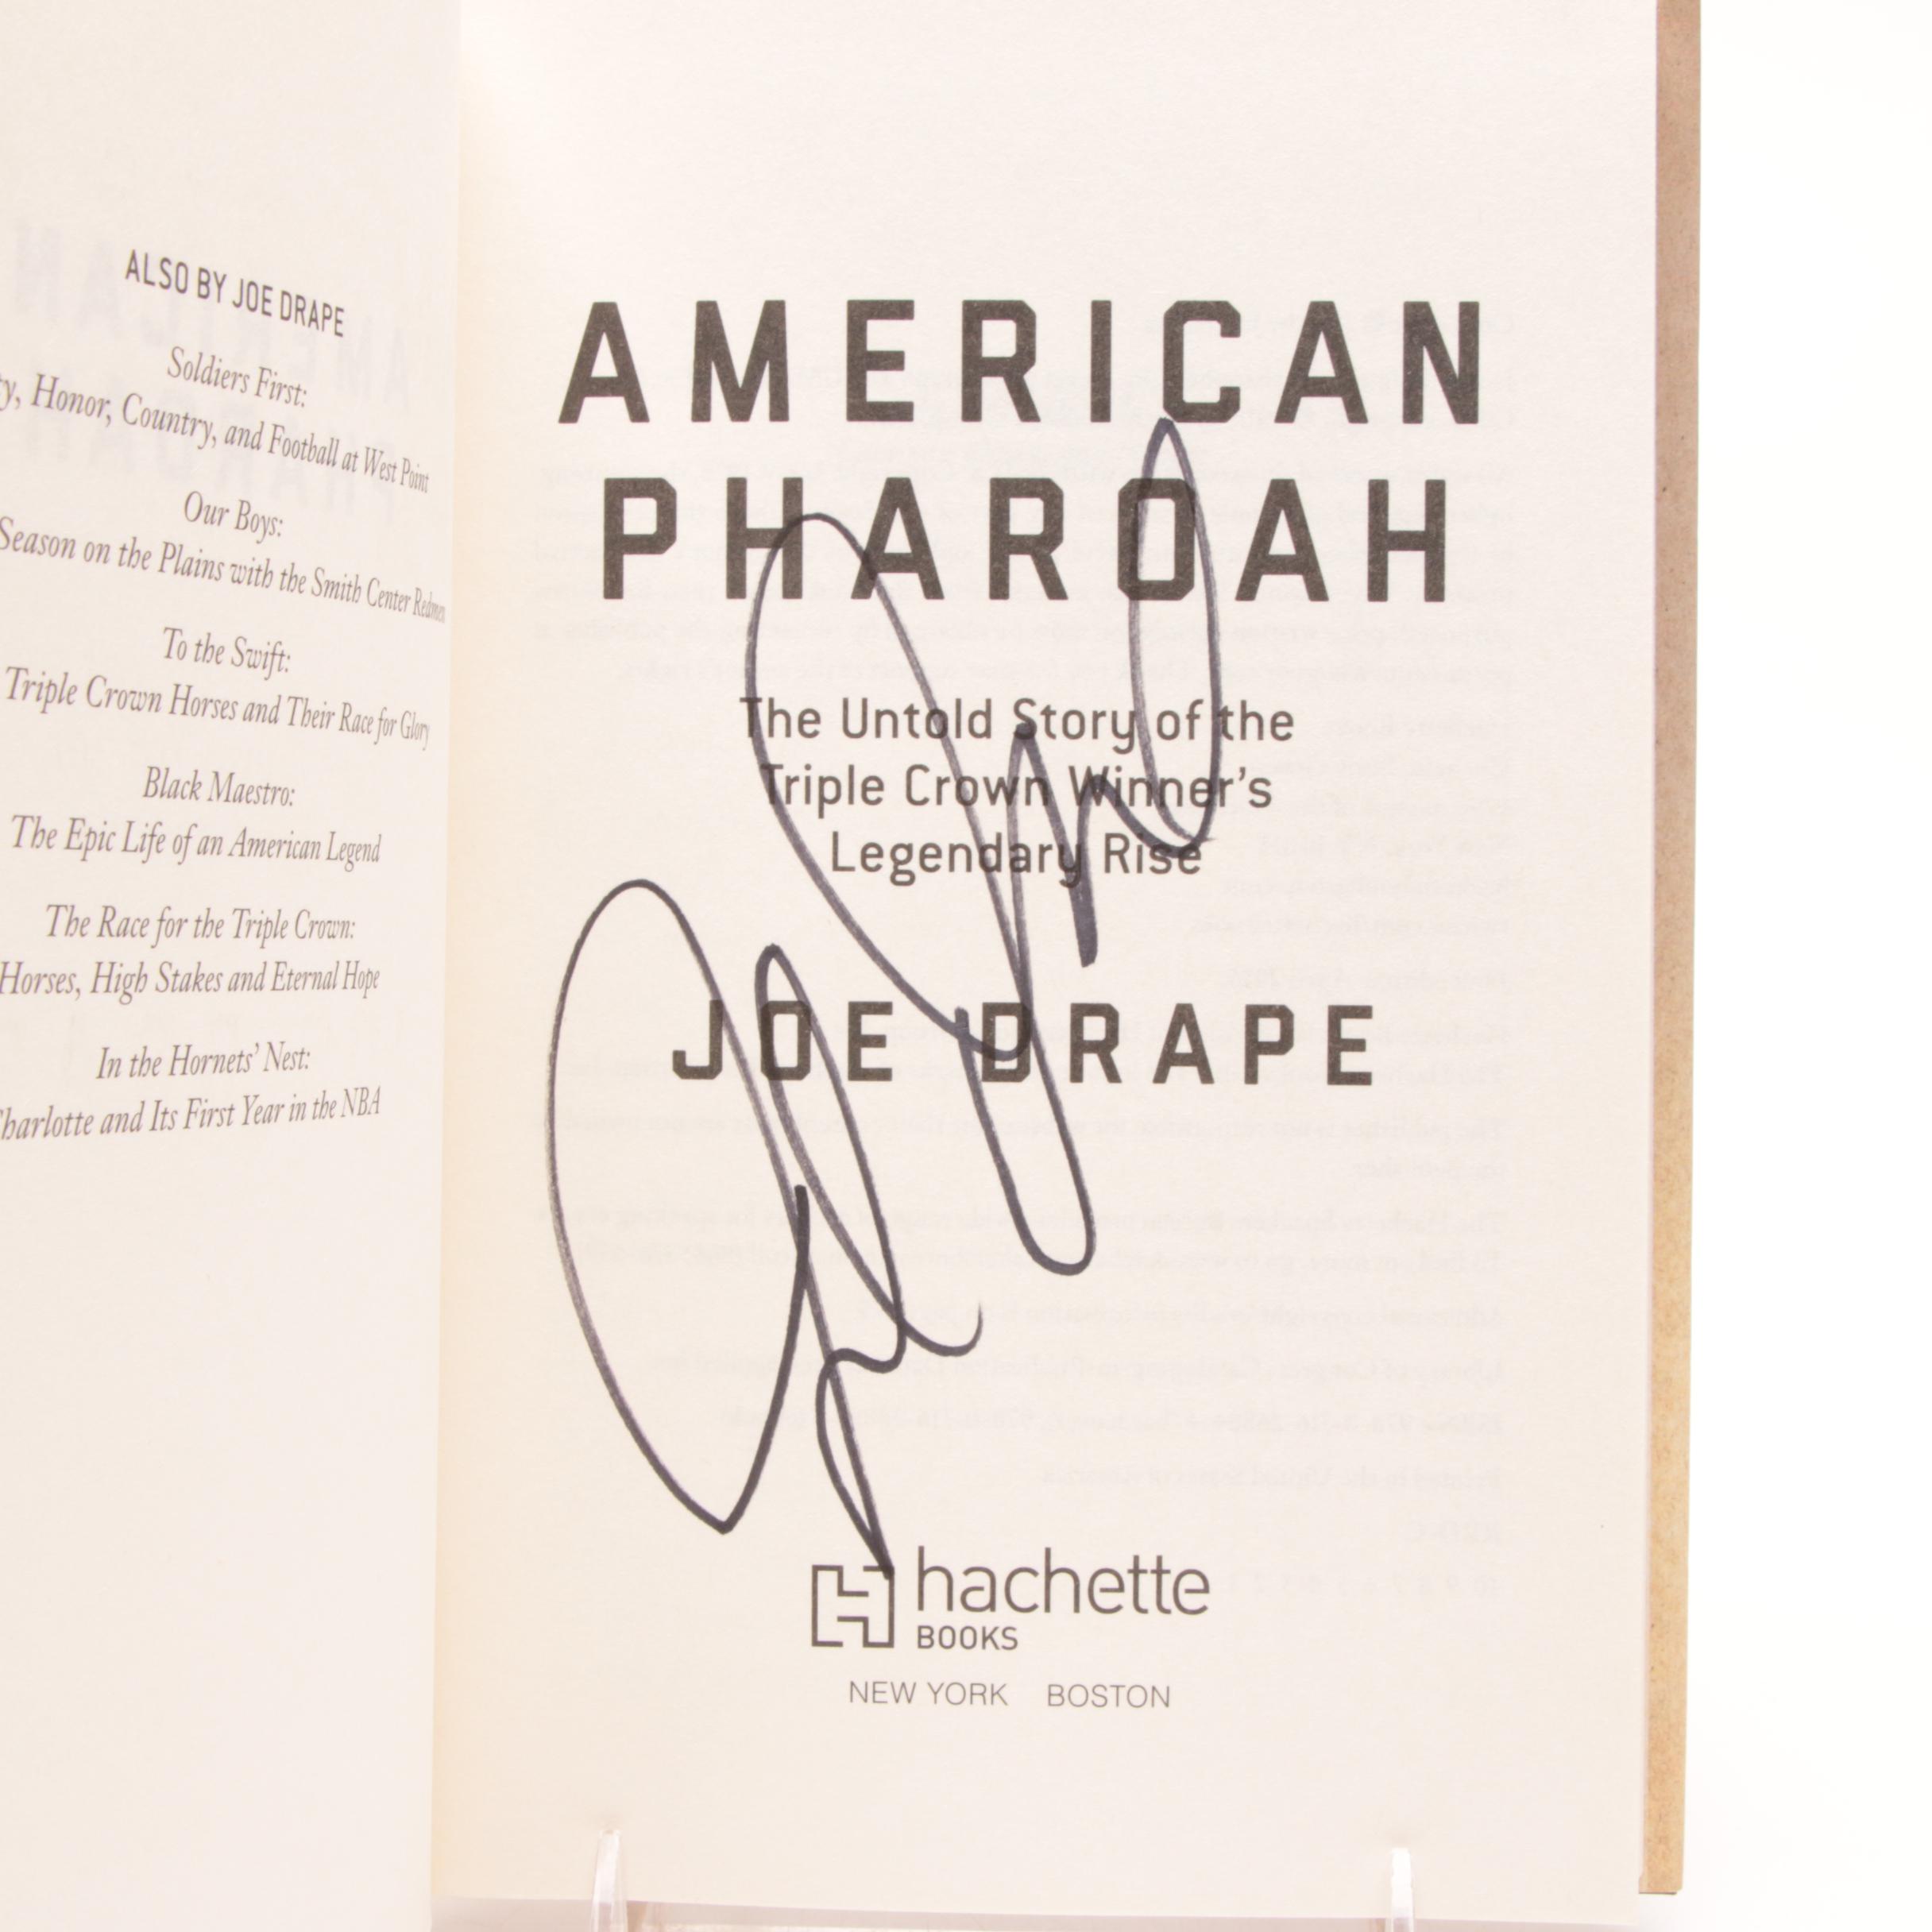 ALSO BY JOE DRAPE
Soldiers First:
Honor, Country, and Football at West Point
Our Boys:
Season on the Plains with the Smith Center Redmen
To the Swift:
Triple Crown Horses and Their Race for Glory
Black Maestro:
The Epic Life of an American Legend
The Race for the Triple Crown:
Horses, High Stakes and Eternal Hope
In the Hornets' Nest:
Charlotte and Its First Year in the NBA
AMERICAN
PHAROAH
The Untold Story of the
Triple Crown Winner's
Legendary Rise
JOE DRAPE
hachette
BOOKS
NEW YORK BOSTON